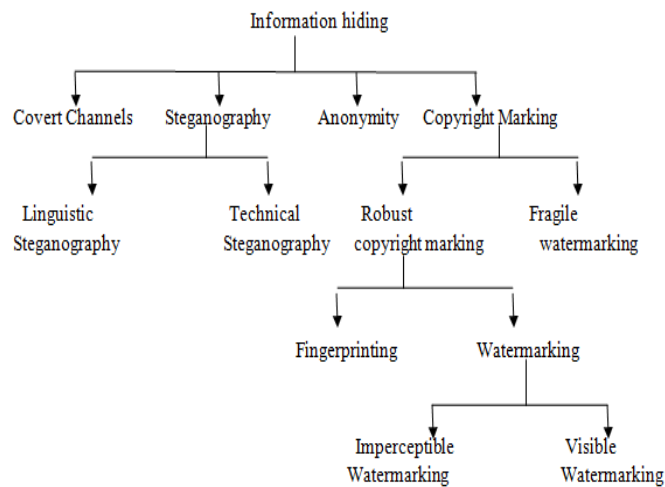 Information hiding
Covert Channels
Steganography
Anonymity
Copyright Marking
Linguistic
Steganography
Technical
Steganography
Robust
copyright marking
Fragile
watermarking
Fingerprinting
Watermarking
Imperceptible
Watermarking
Visible
Watermarking